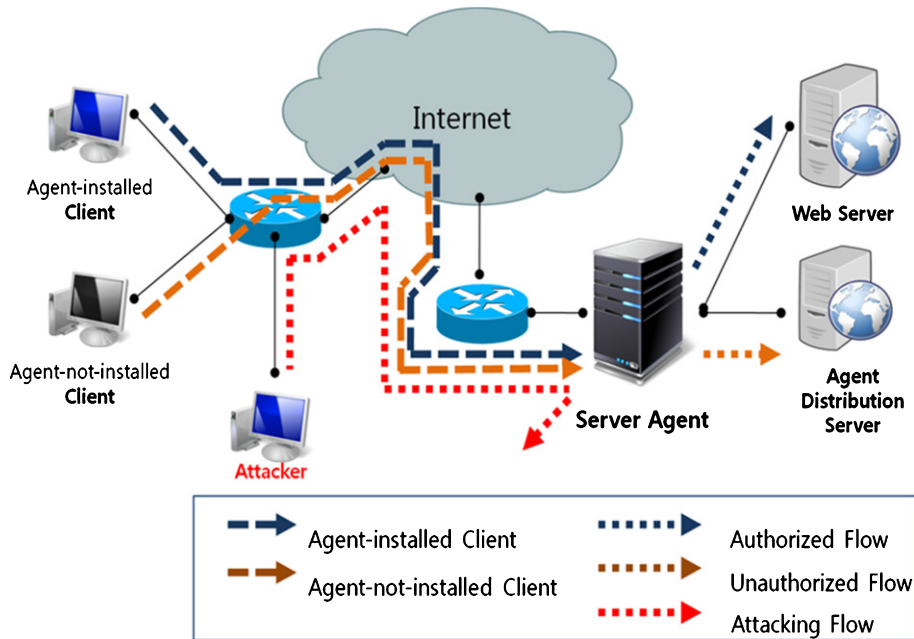 Internet
Agent-installed
Client
Web Server
Agent-not-installed
Client
Agent
Distribution
Server
Server Agent
Attacker
Agent-installed Client
Authorized Flow
Agent-not-installed Client
Unauthorized Flow
Attacking Flow